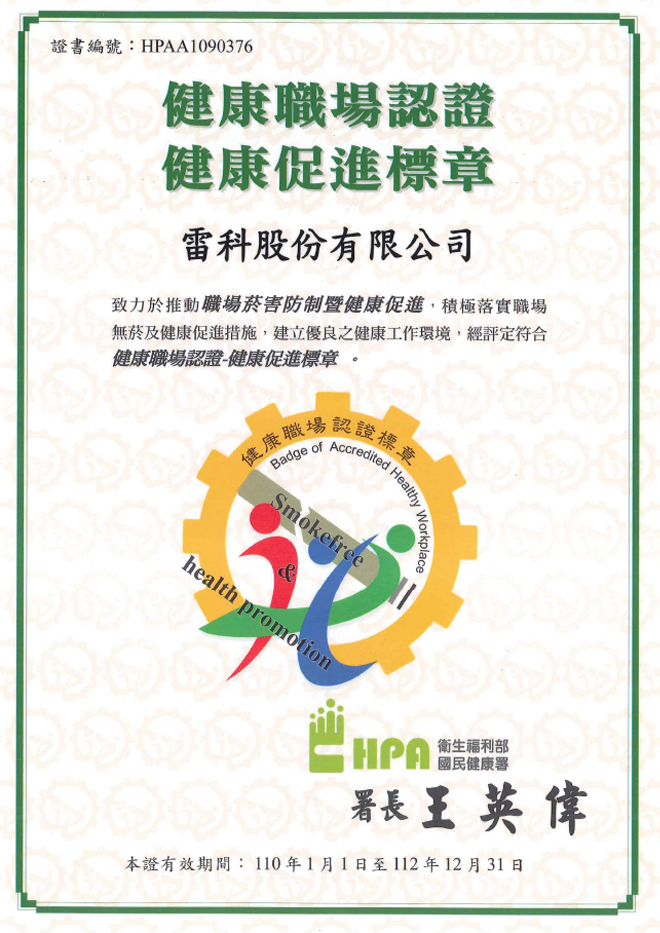 證書編號：HPAA1090376
健康職場認證
健康促進標章
雷科股份有限公司
致力於推動職場菸害防制暨健康促進，積極落實職場
無菸及健康促進措施，建立優良之健康工作環境，經評定符合
健康職場認證-健康促進標章 。
健康職場認證標章
Badge of Accredited Healthy Workplace
Smokefree
&
health promotion
HPA 衛生福利部
國民健康署
署長 王英偉
本證有效期間：110年1月1日至112年12月31日